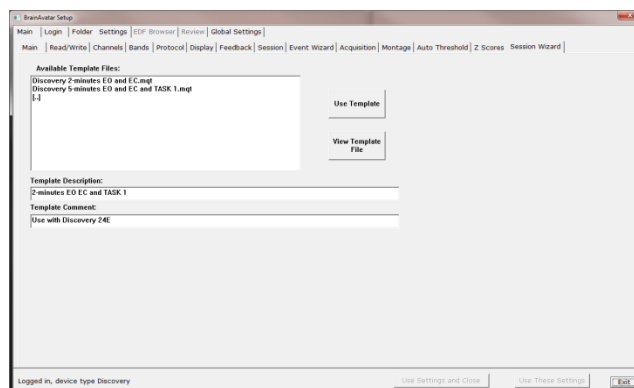 BrainAvatar Setup
Main Login Folder Settings EDF Browser Review Global Settings
Main Read/Write Channels Bands Protocol Display Feedback Session Event Wizard Acquisition Montage Auto Threshold Z Scores Session Wizard
Available Template Files:
Discovery 2-minutes EO and EC.mqt
Discovery 5-minutes EO and EC and TASK 1.mqt
[..]
Use Template
View Template
File
Template Description:
2-minutes EO EC and TASK 1
Template Comment:
Use with Discovery 24E
Logged in, device type Discovery
Use Settings and Close
Use These Settings
Exit